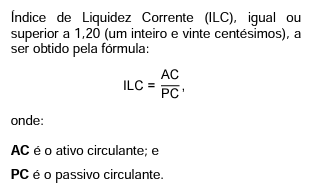 Índice de Liquidez Corrente (ILC), igual ou
superior a 1,20 (um inteiro e vinte centésimos), a
ser obtido pela fórmula:
ILC = AC/PC,
onde:
AC é o ativo circulante; e
PC é o passivo circulante.